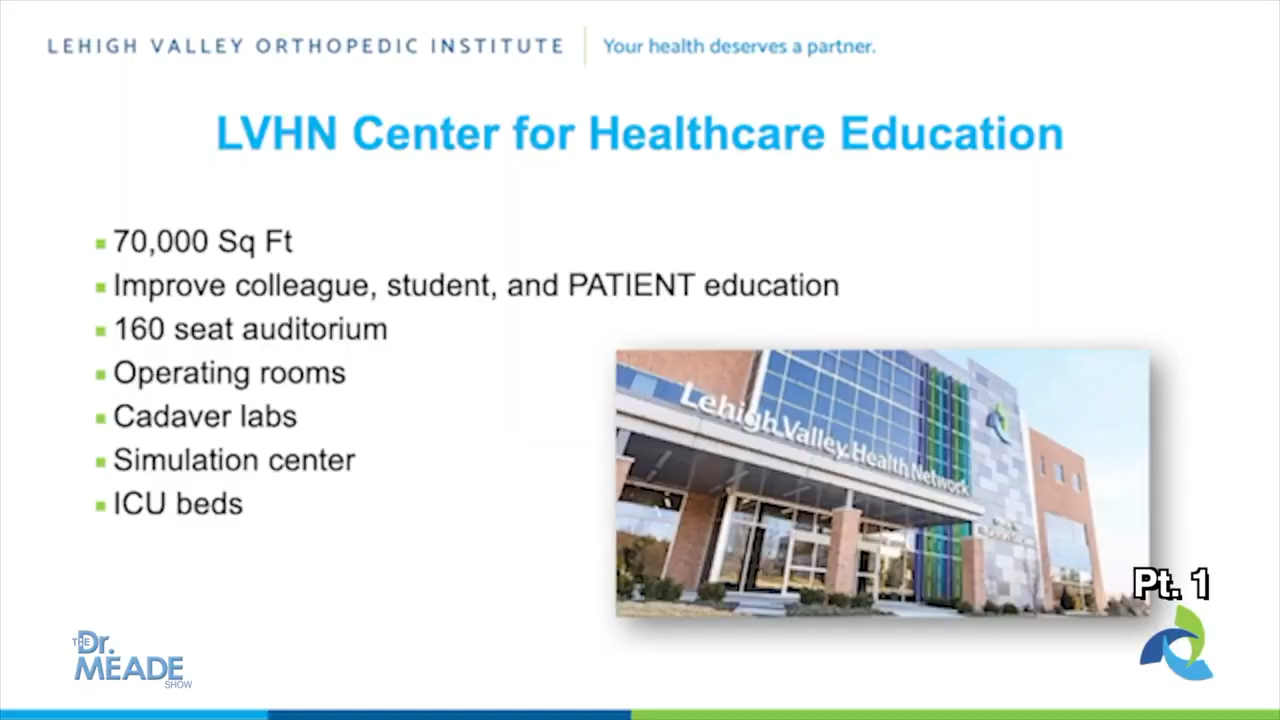 LEHIGH VALLEY ORTHOPEDIC INSTITUTE
Your health deserves a partner.
LVHN Center for Healthcare Education
70,000 Sq Ft
Improve colleague, student, and PATIENT education
160 seat auditorium
Operating rooms
Cadaver labs
Simulation center
ICU beds
Lehigh Valley Health Network
Pt. 1
THE
Dr.
MEADE
SHOW